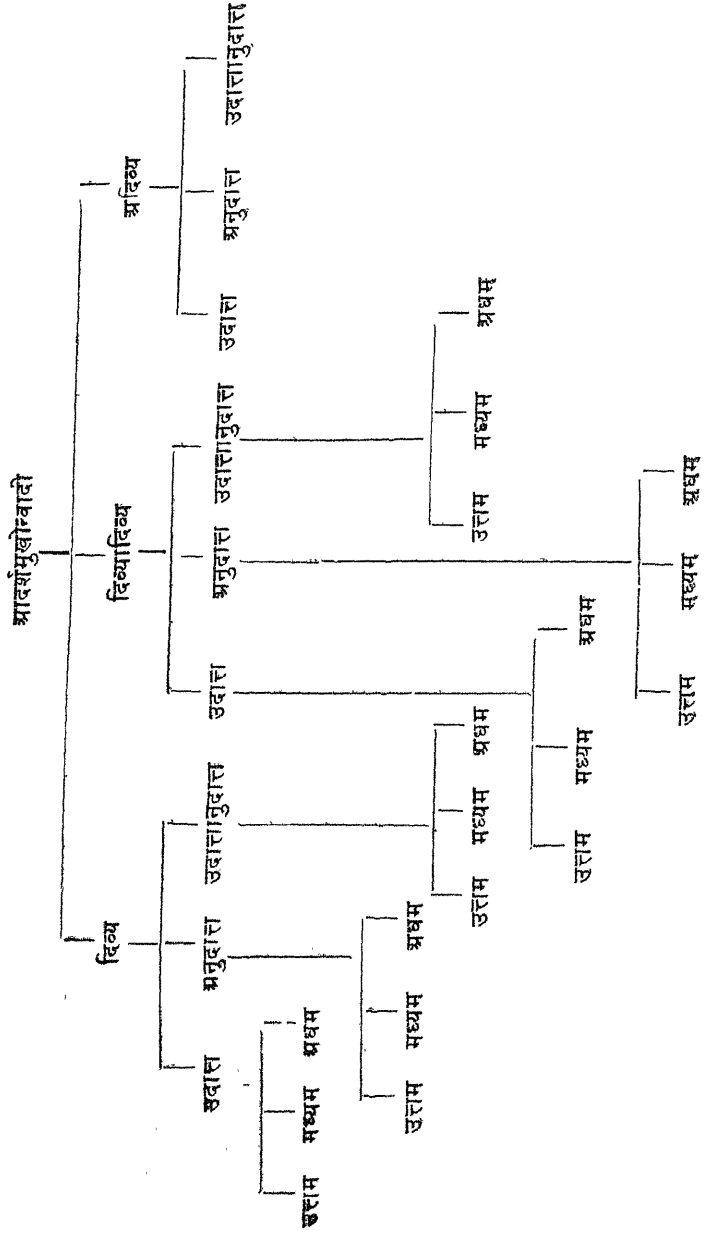 आदर्शमुखोन्वादी
दिव्य दिव्यादिव्य अदिव्य
उदात्त अनुदात्त उदात्तानुदात्त उदात्त अनुदात्त उदात्तानुदात्त उदात्त अनुदात्त उदात्तानुदात्त
उत्तम मध्यम अधम
उत्तम मध्यम अधम
उत्तम मध्यम अधम उत्तम मध्यम अधम
उत्तम मध्यम अधम
उत्तम मध्यम अधम